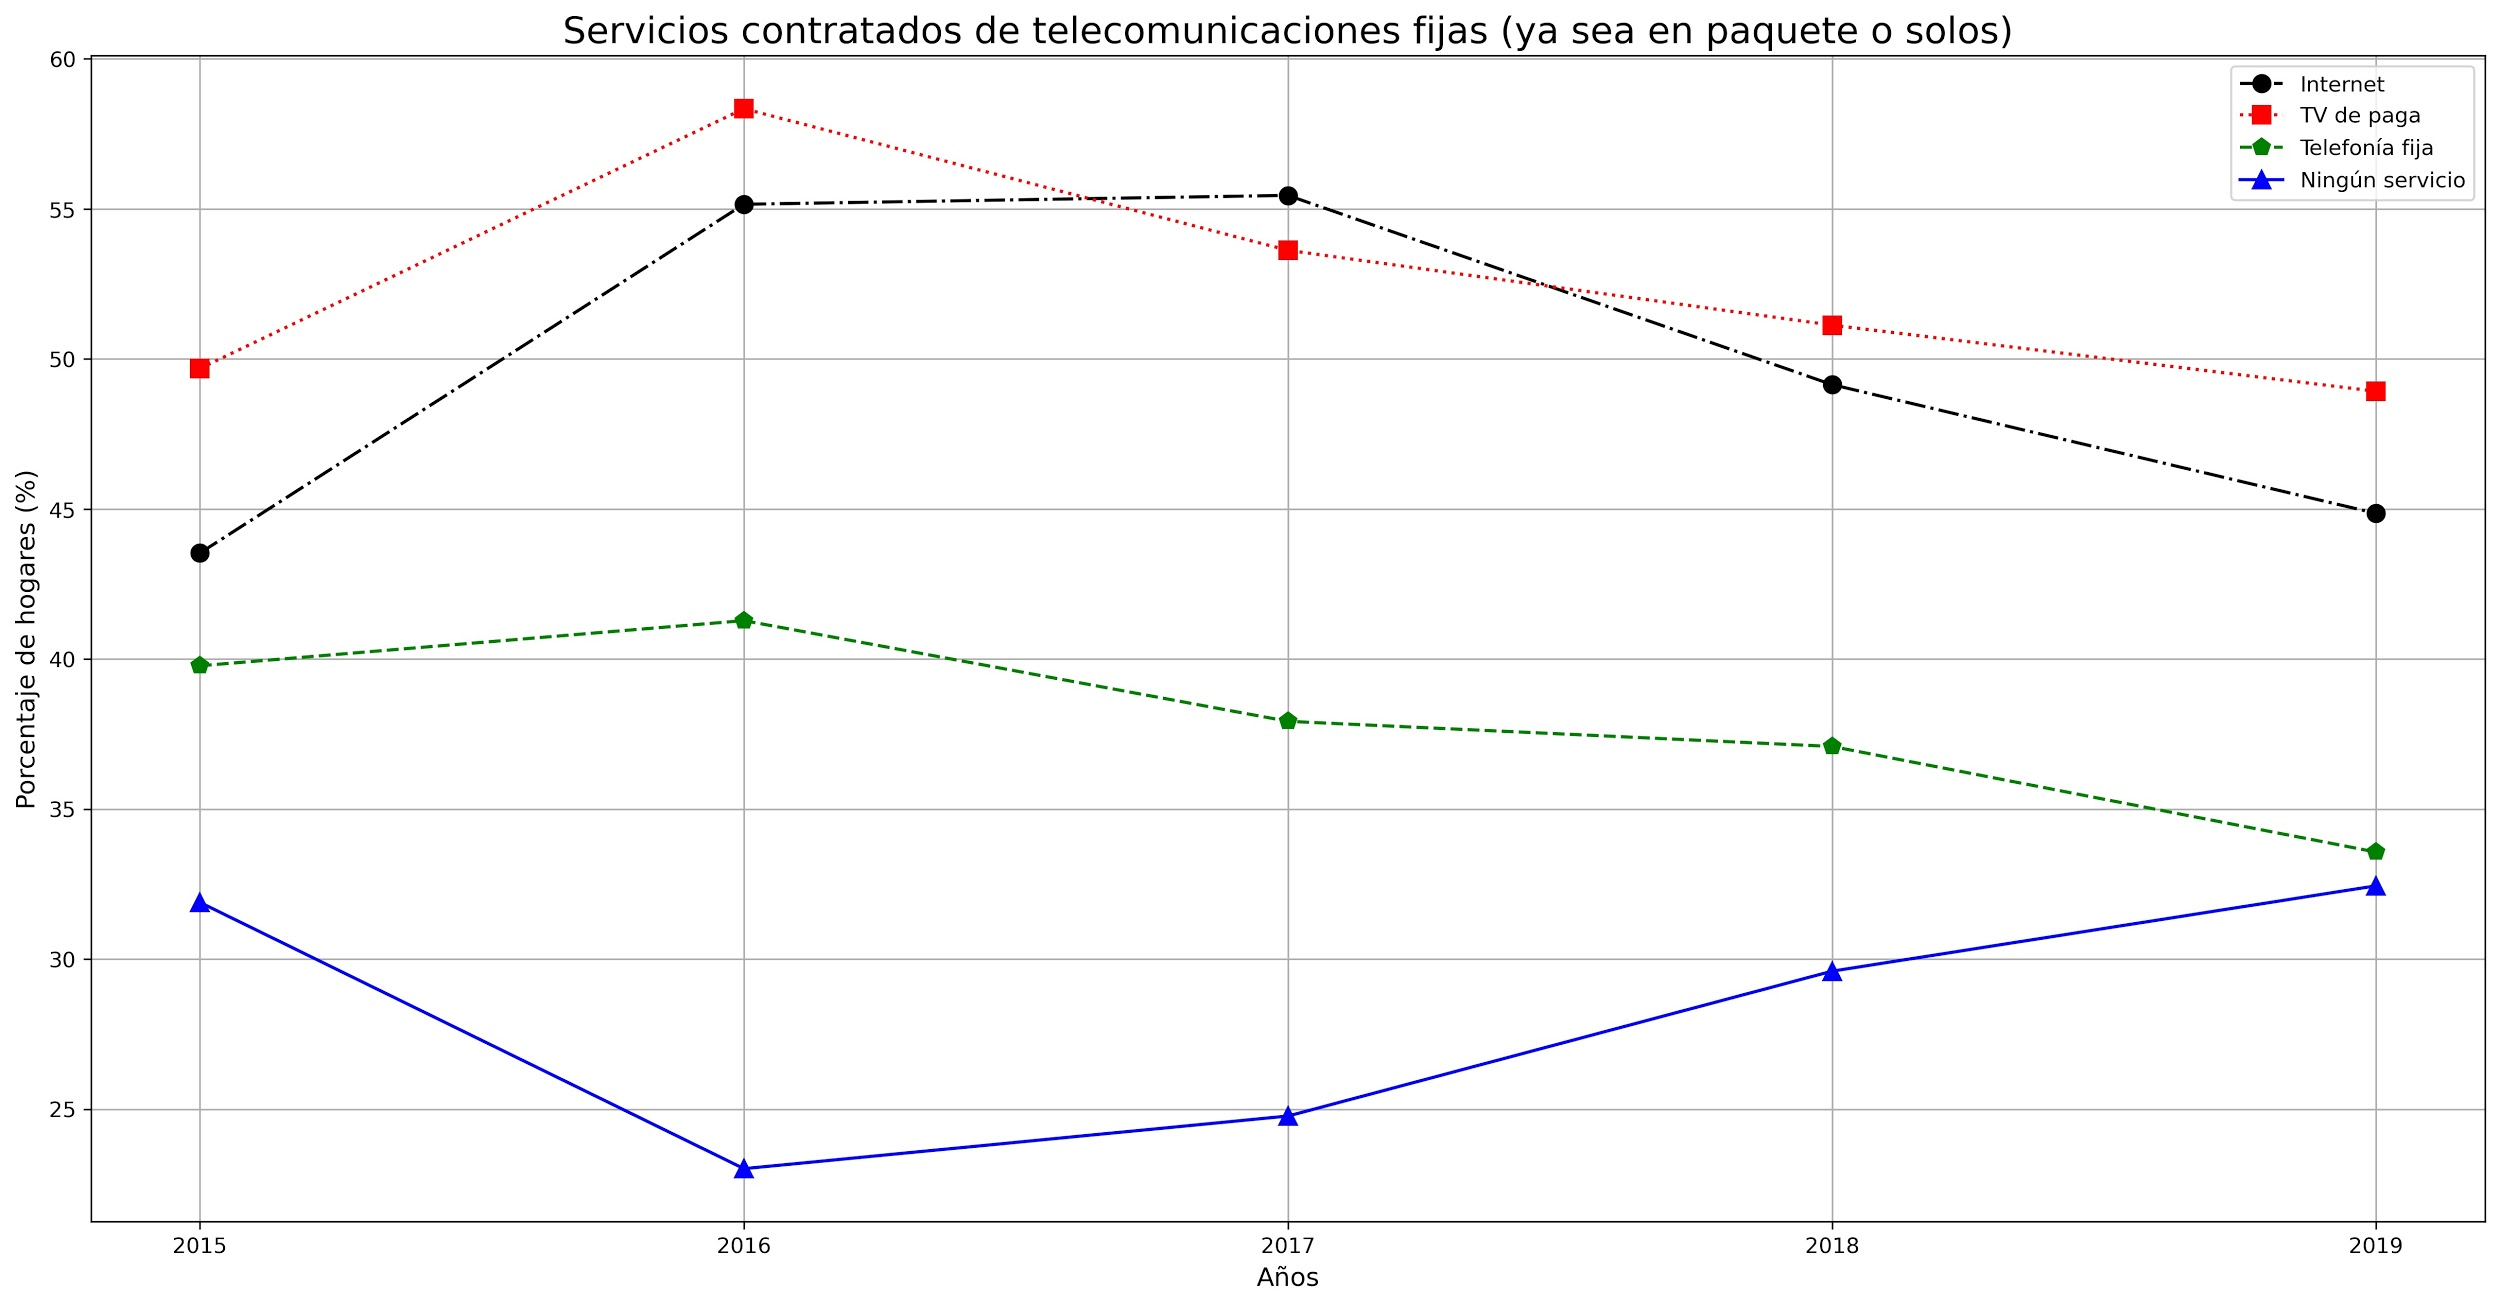 Servicios contratados de telecomunicaciones fijas (ya sea en paquete o solos)
Internet
TV de paga
Telefonía fija
Ningún servicio
Porcentaje de hogares (%)
60
55
50
45
40
35
30
25
2015 2016 2017 2018 2019
Años